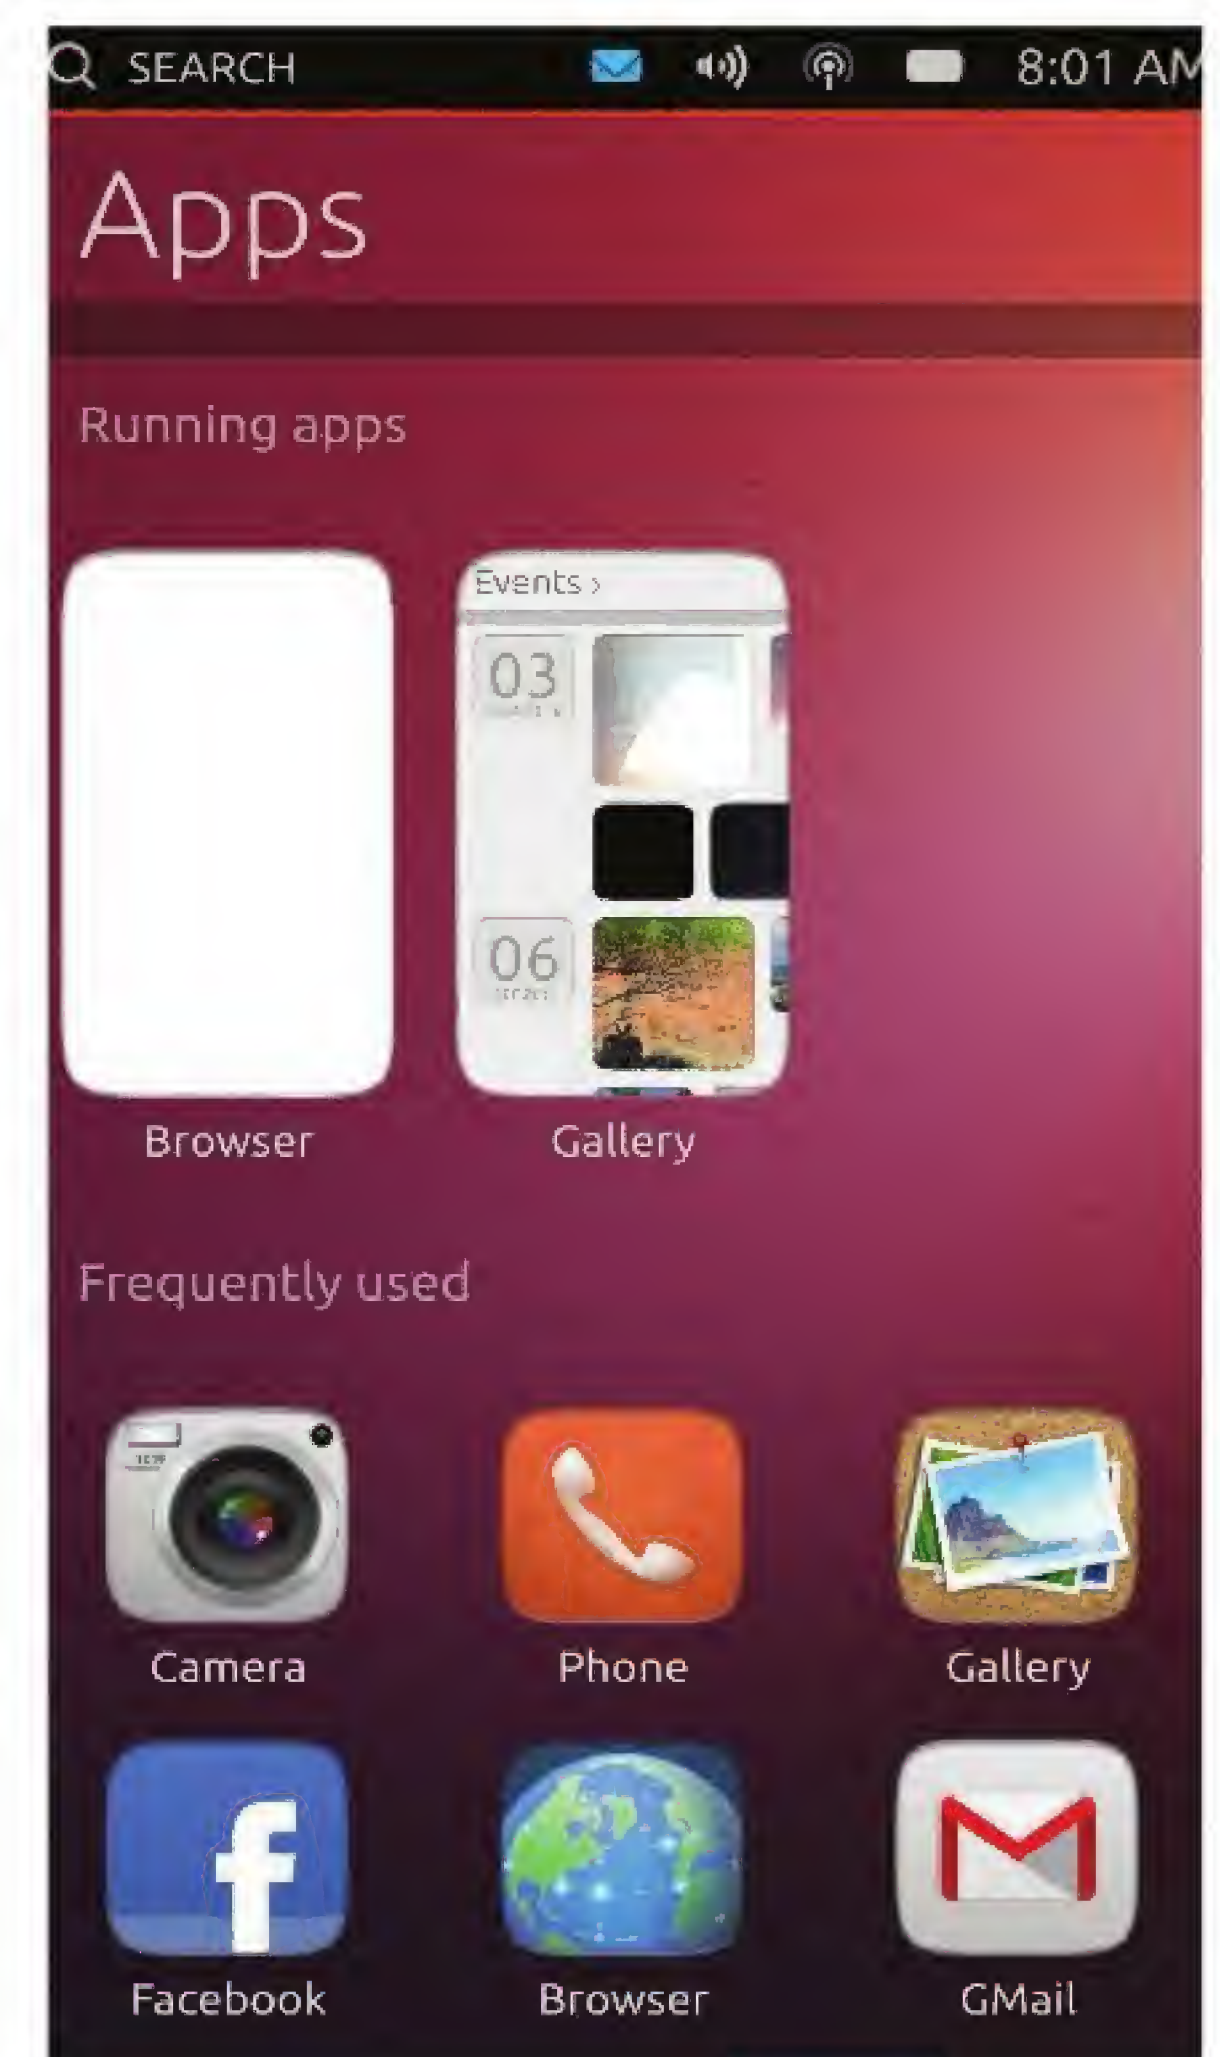 SEARCH 8:01 AM
Apps
Running apps
Events ›
03
06
Browser Gallery
Frequently used
Camera Phone Gallery
Facebook Browser GMail